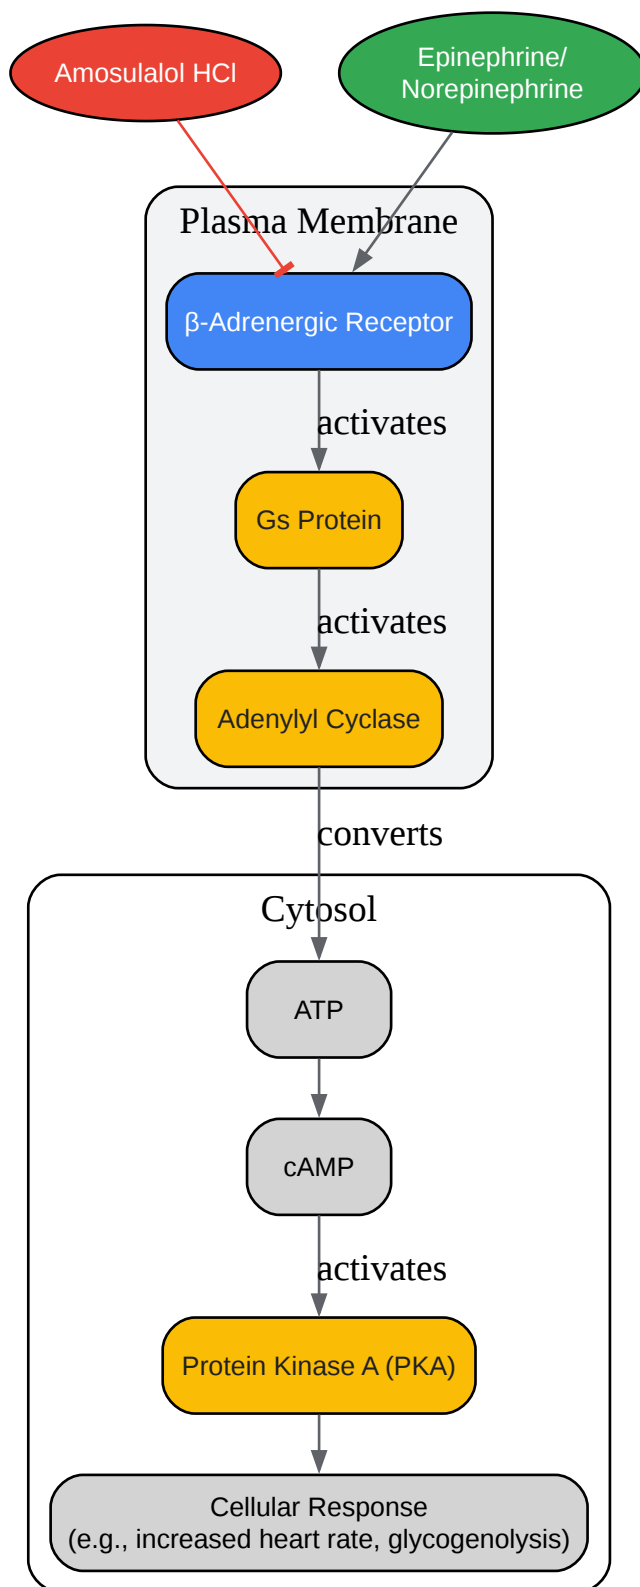 Amosulalol HCl
Epinephrine/
Norepinephrine
Plasma Membrane
β-Adrenergic Receptor
activates
Gs Protein
activates
Adenylyl Cyclase
converts
Cytosol
ATP
cAMP
activates
Protein Kinase A (PKA)
Cellular Response
(e.g., increased heart rate, glycogenolysis)